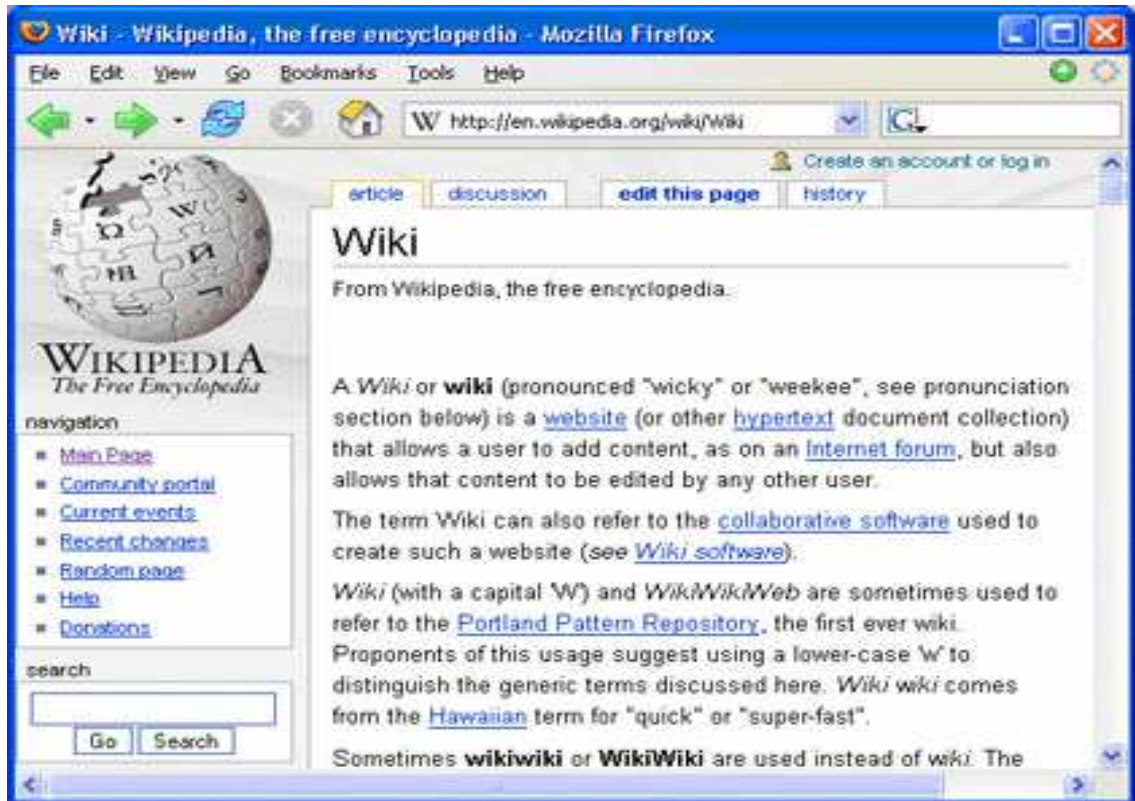 Wiki - Wikipedia, the free encyclopedia - Mozilla Firefox
File Edit View Go Bookmarks Tools Help
W http://en.wikipedia.org/wiki/Wiki G
Create an account or log in
article discussion edit this page history
WIKIPEDIA
The Free Encyclopedia
navigation
Main Page
Community portal
Current events
Recent changes
Random page
Help
Donations
search
Go Search
Wiki
From Wikipedia, the free encyclopedia.
A Wiki or wiki (pronounced "wicky" or "weekee", see pronunciation
section below) is a website (or other hypertext document collection)
that allows a user to add content, as on an Internet forum, but also
allows that content to be edited by any other user.
The term Wiki can also refer to the collaborative software used to
create such a website (see Wiki software).
Wiki (with a capital 'W') and WikiWikiWeb are sometimes used to
refer to the Portland Pattern Repository, the first ever wiki.
Proponents of this usage suggest using a lower-case 'w' to
distinguish the generic terms discussed here. Wiki wiki comes
from the Hawaiian term for "quick" or "super-fast".
Sometimes wikiwiki or WikiWiki are used instead of wiki. The